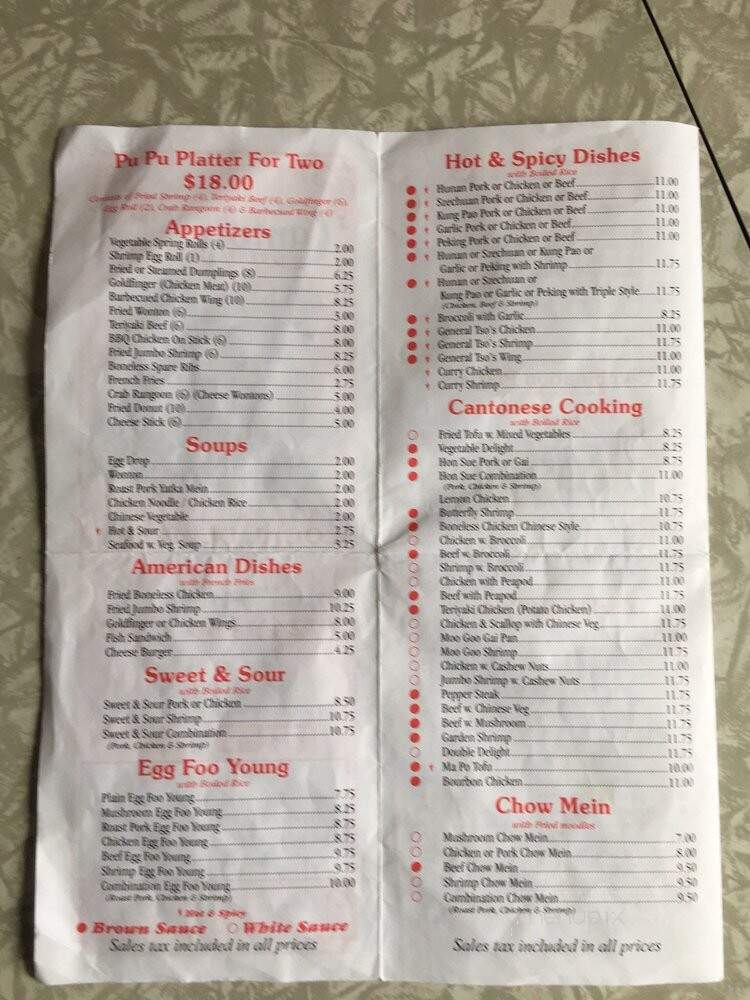 Pu Pu Platter For Two
$18.00
Consists of Fried Shrimp (4), Teriyaki Beef (4), Goldfinger (6),
Egg Roll (2), Crab Rangoon (4) & Barbecued Wing (4)
Appetizers
Vegetable Spring Rolls (4) 2.00
Shrimp Egg Roll (1) 2.00
Fried or Steamed Dumplings (8) 6.25
Goldfinger (Chicken Meat) (10) 5.75
Barbecued Chicken Wing (10) 8.25
Fried Wonton (6) 3.00
Teriyaki Beef (6) 8.00
BBQ Chicken On Stick (6) 8.00
Fried Jumbo Shrimp (6) 8.25
Boneless Spare Ribs 6.00
French Fries 2.75
Crab Rangoon (6) (Cheese Wontons) 5.00
Fried Donut (10) 4.00
Cheese Stick (6) 5.00
Soups
Egg Drop 2.00
Wonton 2.00
Roast Pork Yatka Mein 2.00
Chicken Noodle / Chicken Rice 2.00
Chinese Vegetable 2.00
Hot & Sour 2.75
Seafood w. Veg. Soup 5.25
American Dishes
with French Fries
Fried Boneless Chicken 9.00
Fried Jumbo Shrimp 10.25
Goldfinger or Chicken Wings 8.00
Fish Sandwich 5.00
Cheese Burger 4.25
Sweet & Sour
with Boiled Rice
Sweet & Sour Pork or Chicken 8.50
Sweet & Sour Shrimp 10.75
Sweet & Sour Combination 10.75
(Pork, Chicken & Shrimp)
Egg Foo Young
with Boiled Rice
Plain Egg Foo Young 7.75
Mushroom Egg Foo Young 8.25
Roast Pork Egg Foo Young 8.75
Chicken Egg Foo Young 8.75
Beef Egg Foo Young 9.75
Shrimp Egg Foo Young 9.75
Combination Egg Foo Young 10.00
(Roast Pork, Chicken & Shrimp)
Hot & Spicy
Brown Sauce White Sauce
Sales tax included in all prices
Hot & Spicy Dishes
with Boiled Rice
Hunan Pork or Chicken or Beef 11.00
Szechuan Pork or Chicken or Beef 11.00
Kung Pao Pork or Chicken or Beef 11.00
Garlic Pork or Chicken or Beef 11.00
Peking Pork or Chicken or Beef 11.00
Hunan or Szechuan or Kung Pao or
Garlic or Peking with Shrimp 11.75
Hunan or Szechuan or
Kung Pao or Garlic or Peking with Triple Style 11.75
(Chicken, Beef & Shrimp)
Broccoli with Garlic 8.25
General Tso's Chicken 11.00
General Tso's Shrimp 11.75
General Tso's Wing 11.00
Curry Chicken 11.00
Curry Shrimp 11.75
Cantonese Cooking
with Boiled Rice
Fried Tofu w. Mixed Vegetables 8.25
Vegetable Delight 8.25
Hon Sue Pork or Gai 8.75
Hon Sue Combination 11.00
(Pork, Chicken & Shrimp)
Lemon Chicken 10.75
Butterfly Shrimp 11.75
Boneless Chicken Chinese Style 10.75
Chicken w. Broccoli 11.00
Beef w. Broccoli 11.75
Shrimp w. Broccoli 11.75
Chicken with Peapod 11.00
Beef with Peapod 11.75
Teriyaki Chicken (Potato Chicken) 11.00
Chicken & Scallop with Chinese Veg 11.75
Moo Goo Gai Pan 11.00
Moo Goo Shrimp 11.75
Chicken w. Cashew Nuts 11.00
Jumbo Shrimp w. Cashew Nuts 11.75
Pepper Steak 11.75
Beef w. Chinese Veg 11.75
Beef w. Mushroom 11.75
Garden Shrimp 11.75
Double Delight 11.75
Ma Po Tofu 10.00
Bourbon Chicken 11.00
Chow Mein
with Fried noodles
Mushroom Chow Mein 7.00
Chicken or Pork Chow Mein 8.00
Beef Chow Mein 9.50
Shrimp Chow Mein 9.50
Combination Chow Mein 9.50
(Roast Pork, Chicken & Shrimp)
Sales tax included in all prices